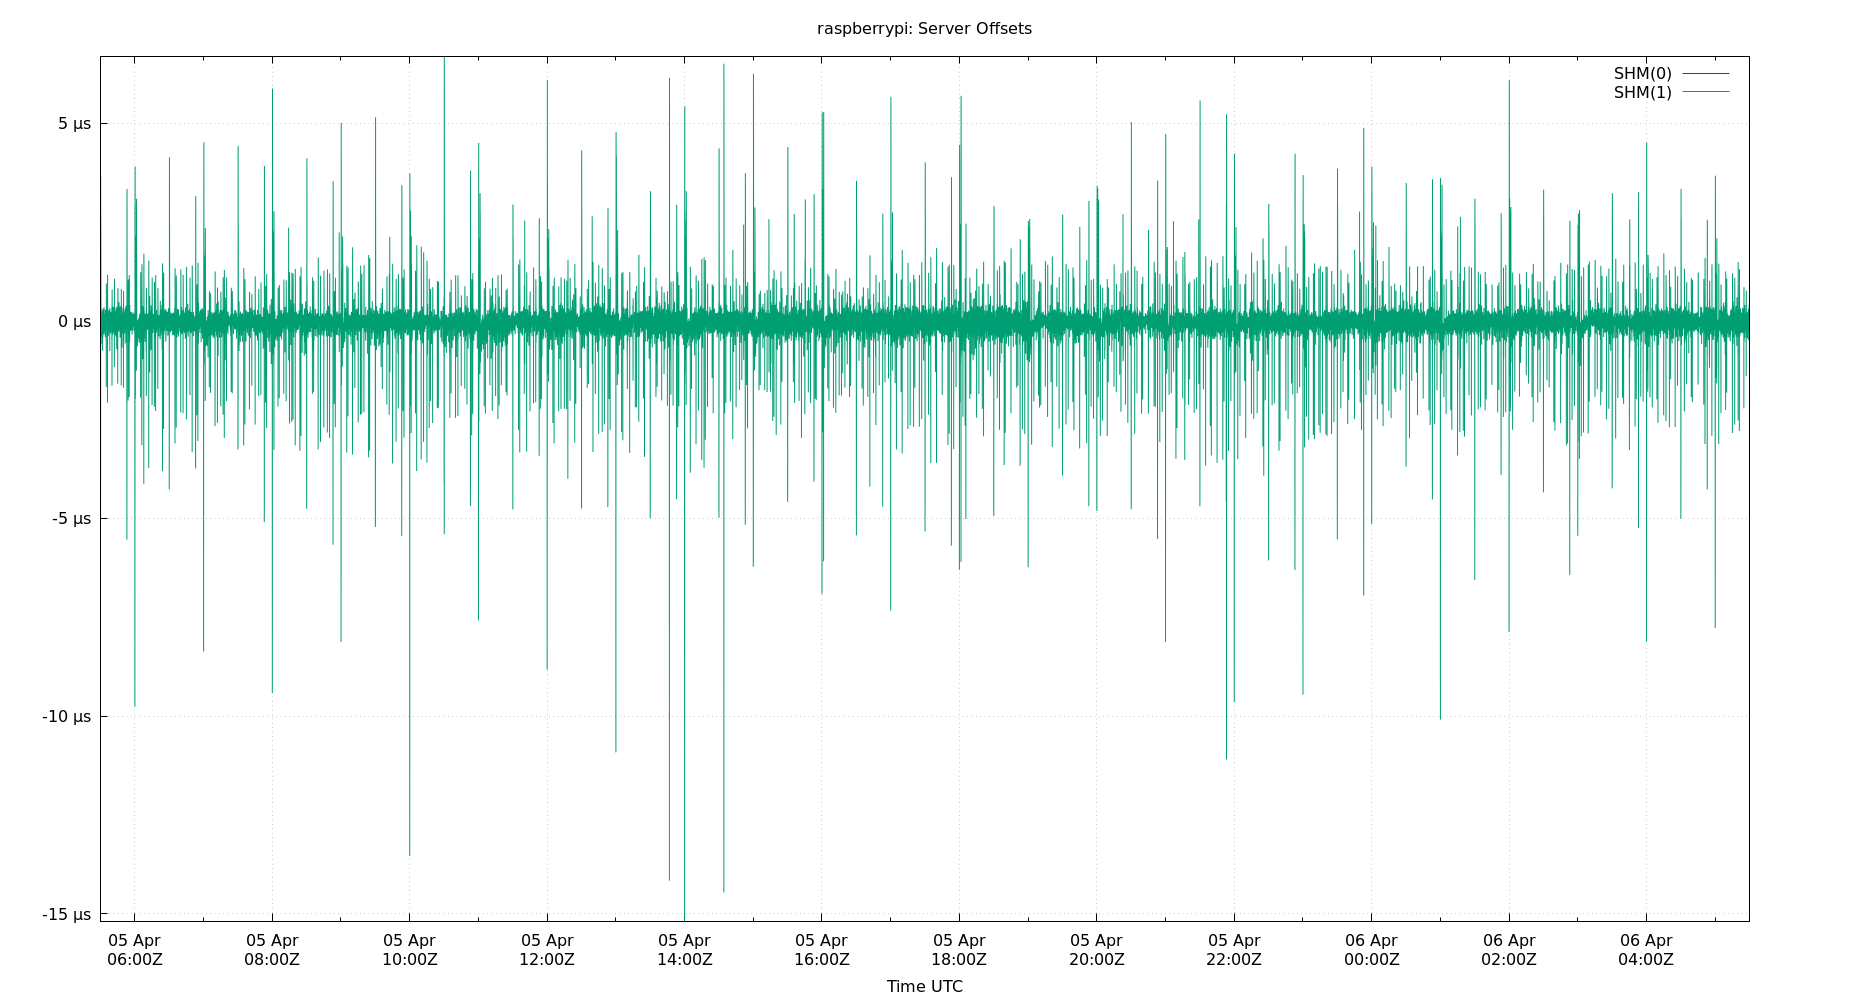 raspberrypi: Server Offsets
SHM(0)
SHM(1)
5 µs
0 µs
-5 µs
-10 µs
-15 µs
05 Apr 05 Apr 05 Apr 05 Apr 05 Apr 05 Apr 05 Apr 05 Apr 05 Apr 06 Apr 06 Apr 06 Apr
06:00Z 08:00Z 10:00Z 12:00Z 14:00Z 16:00Z 18:00Z 20:00Z 22:00Z 00:00Z 02:00Z 04:00Z
Time UTC